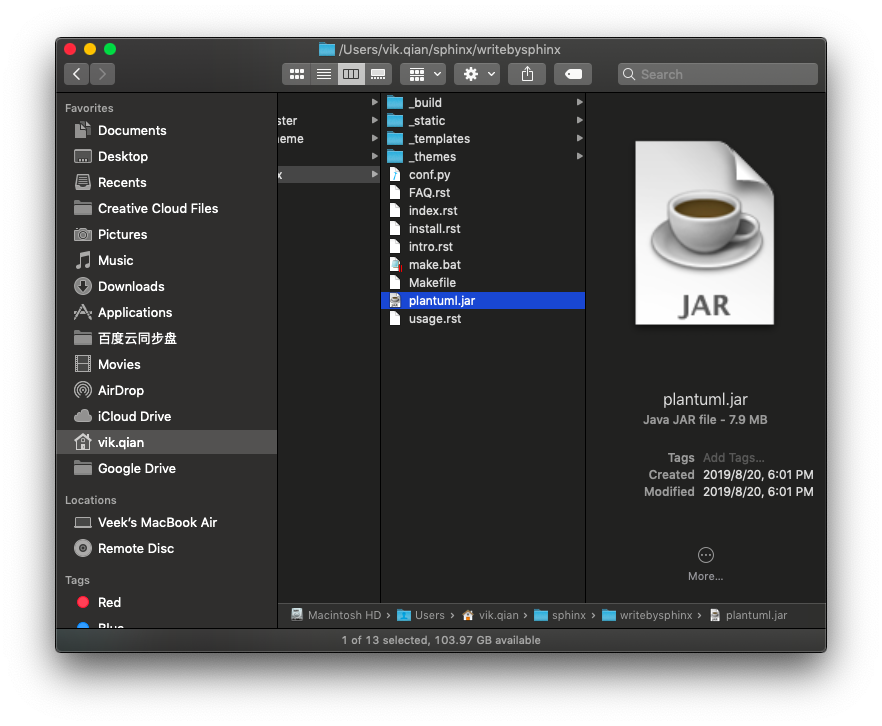 /Users/vik.qian/sphinx/writebysphinx
Search
Favorites
Documents
Desktop
Recents
Creative Cloud Files
Pictures
Music
Downloads
Applications
百度云同步盘
Movies
AirDrop
iCloud Drive
vik.qian
Google Drive
Locations
Veek's MacBook Air
Remote Disc
Tags
Red
Blue
ster
eme
x
_build
_static
_templates
_themes
conf.py
FAQ.rst
index.rst
install.rst
intro.rst
make.bat
Makefile
plantuml.jar
usage.rst
JAR
plantuml.jar
Java JAR file - 7.9 MB
Tags Add Tags...
Created 2019/8/20, 6:01 PM
Modified 2019/8/20, 6:01 PM
More...
Macintosh HD › Users › vik.qian › sphinx › writebysphinx › plantuml.jar
1 of 13 selected, 103.97 GB available